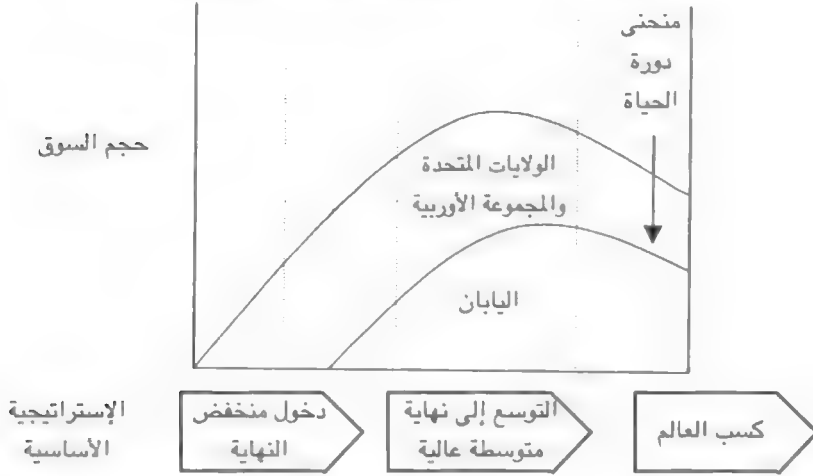 منحنى
دورة
الحياة
حجم السوق
الولايات المتحدة
والمجموعة الأوربية
اليابان
الإستراتيجية
الأساسية
دخول منخفض
النهاية
التوسع إلى نهاية
متوسطة عالية
كسب العالم